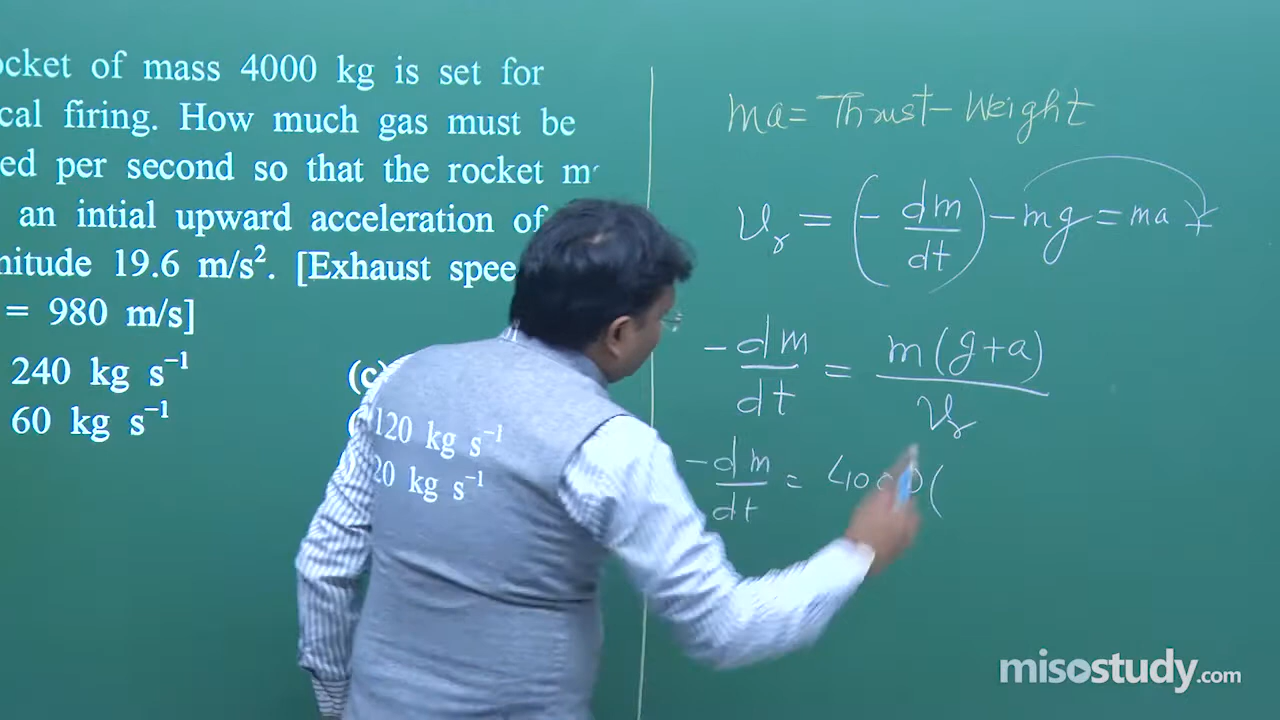 ocket of mass 4000 kg is set for
cal firing. How much gas must be
ed per second so that the rocket m
an intial upward acceleration of
nitude 19.6 m/s². [Exhaust spee
= 980 m/s]
240 kg s⁻¹
(c)
60 kg s⁻¹
120 kg s⁻¹
20 kg s⁻¹
ma = Thrust - Weight
vᵣ = (- dm/dt) - mg = ma +
- dm/dt = m(g+a)/vᵣ
- dm/dt = 4000 (
misostudy.com